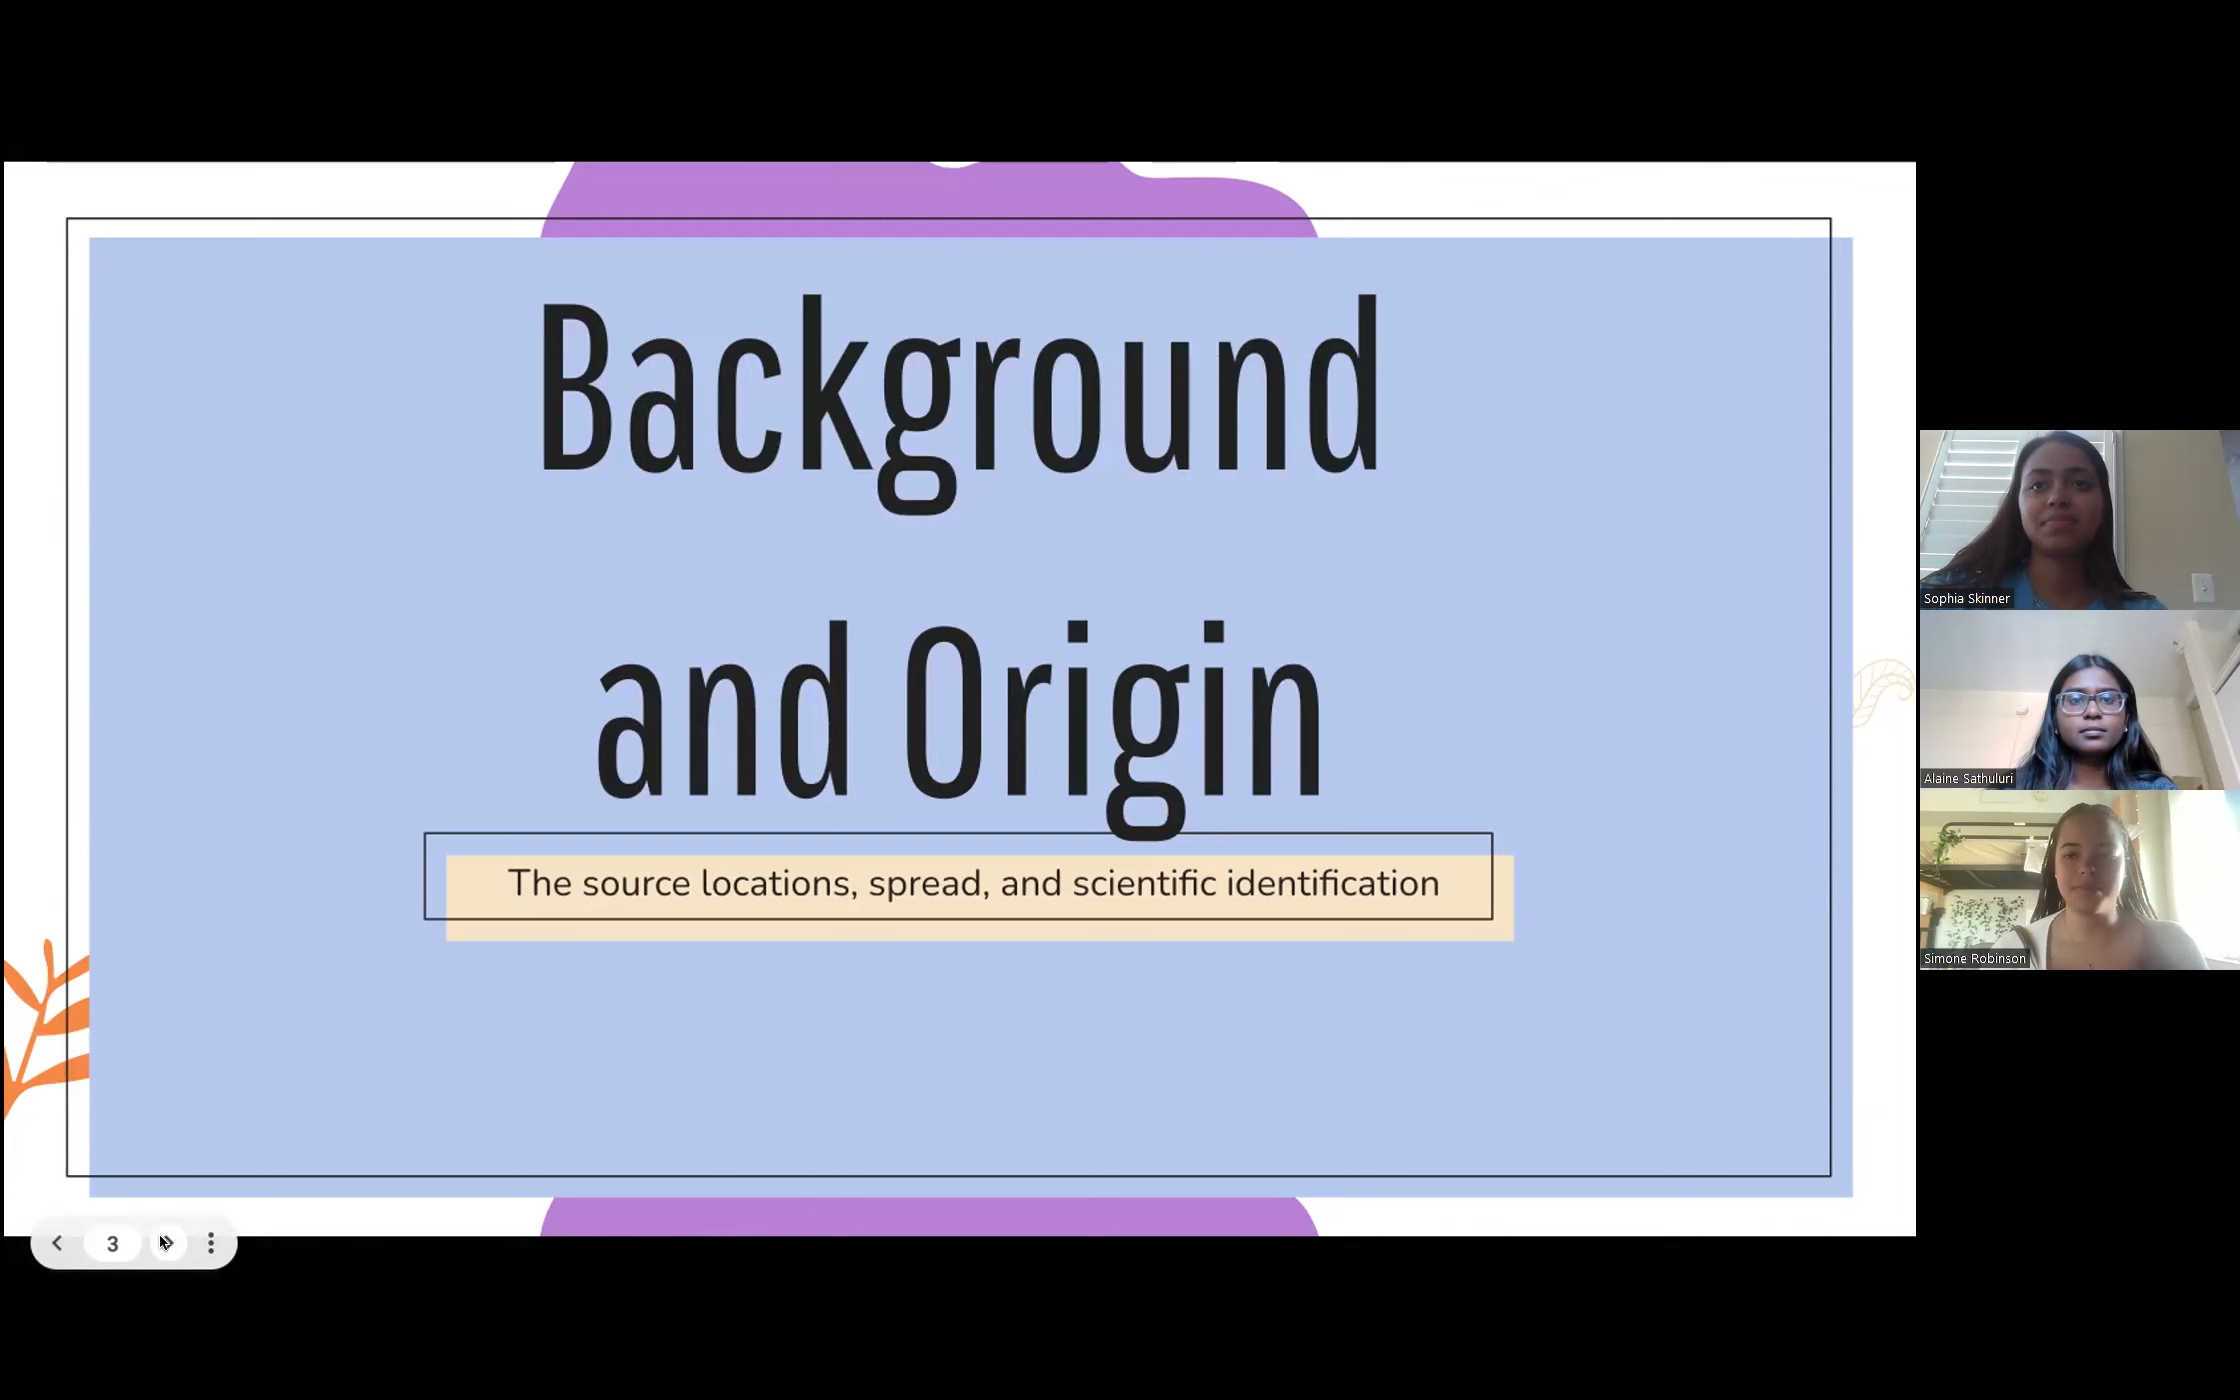 Background
and Origin
The source locations, spread, and scientific identification
Sophia Skinner
Alaine Sathuluri
Simone Robinson
3